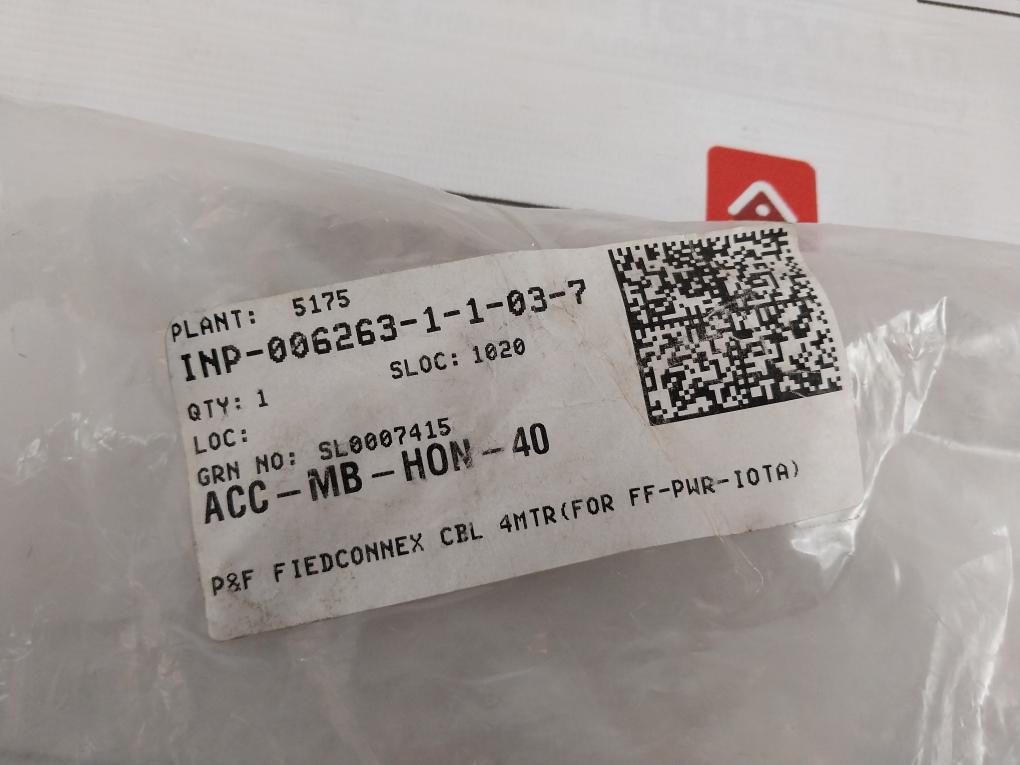 PLANT: 5175
INP-006263-1-1-03-7
QTY: 1 SLOC: 1020
LOC:
GRN NO: SL0007415
ACC-MB-HON-40
P&F FIEDCONNEX CBL 4MTR(FOR FF-PWR-IOTA)